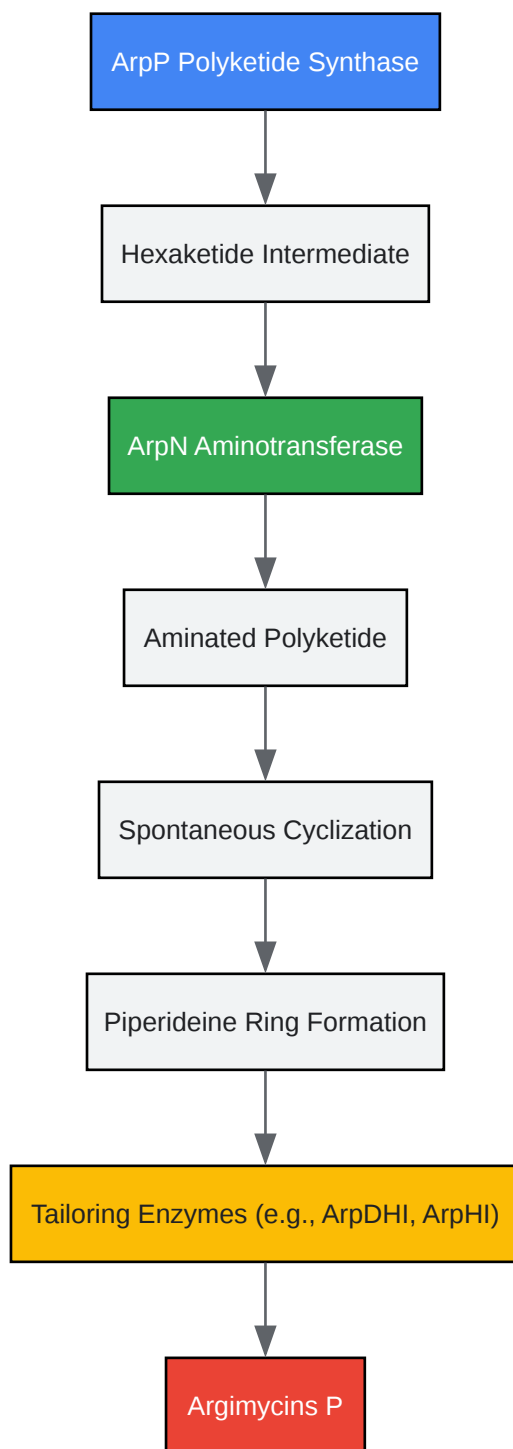 ArpP Polyketide Synthase
Hexaketide Intermediate
ArpN Aminotransferase
Aminated Polyketide
Spontaneous Cyclization
Piperideine Ring Formation
Tailoring Enzymes (e.g., ArpDHI, ArpHI)
Argimycins P